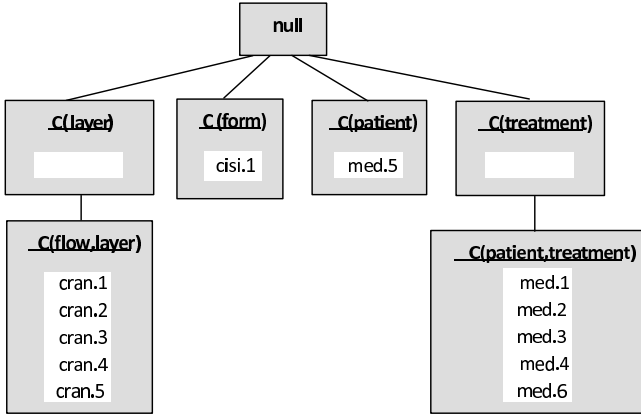 null
C(layer)
C (form)
cisi.1
C(patient)
med.5
C(treatment)
C(flow,layer)
cran.1
cran.2
cran.3
cran.4
cran.5
C(patient,treatment)
med.1
med.2
med.3
med.4
med.6